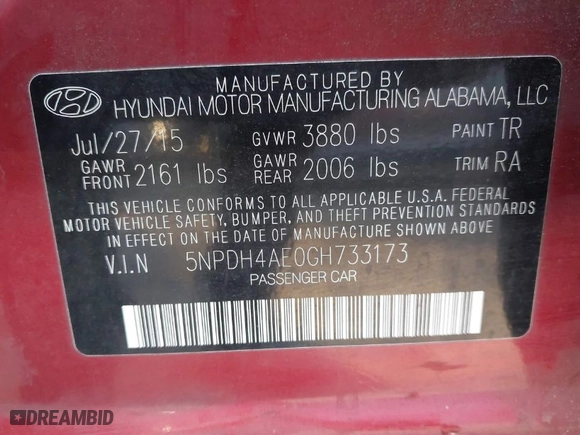 MANUFACTURED BY
HYUNDAI MOTOR MANUFACTURING ALABAMA, LLC
Jul/27/15 GVWR 3880 lbs PAINT TR
GAWR FRONT 2161 lbs GAWR REAR 2006 lbs TRIM RA
THIS VEHICLE CONFORMS TO ALL APPLICABLE U.S.A. FEDERAL
MOTOR VEHICLE SAFETY, BUMPER, AND THEFT PREVENTION STANDARDS
IN EFFECT ON THE DATE OF MANUFACTURE SHOWN ABOVE.
V.I.N 5NPDH4AE0GH733173
PASSENGER CAR
DREAMBID